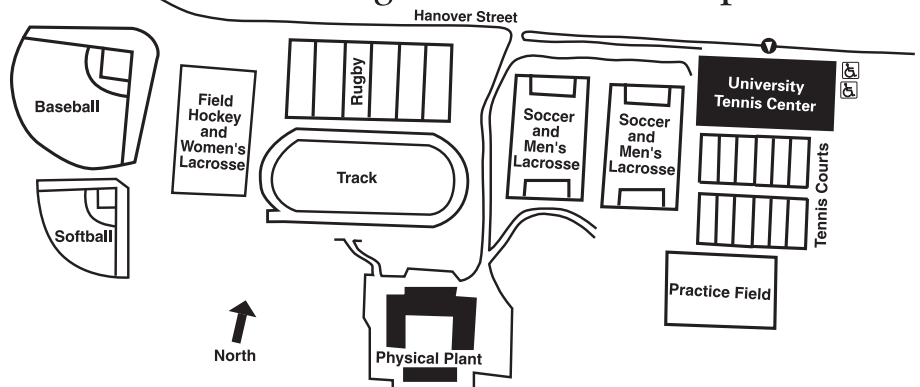 Hanover Street
Baseball
Field
Hockey
and
Women's
Lacrosse
Rugby
Track
Soccer
and
Men's
Lacrosse
Soccer
and
Men's
Lacrosse
University
Tennis Center
Tennis Courts
Softball
Practice Field
North
Physical Plant